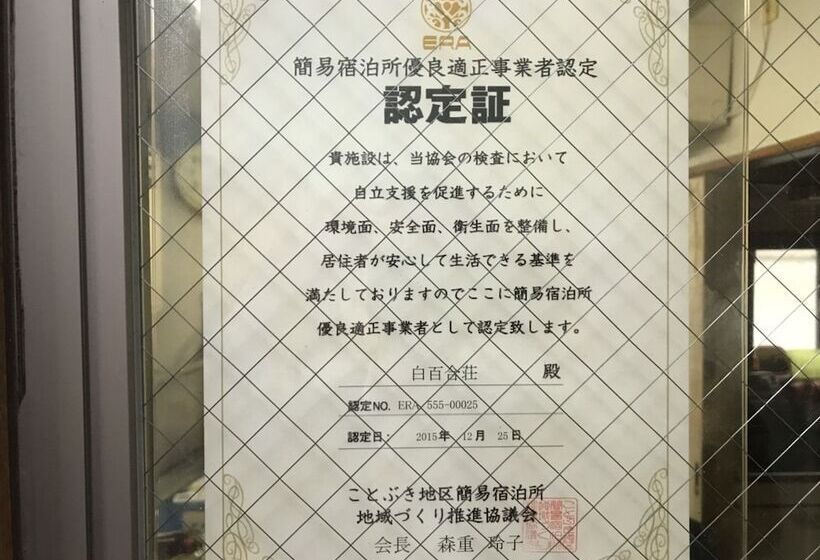 ERA
簡易宿泊所優良適正事業者認定
認定証
貴施設は、当協会の検査において
自立支援を促進するために
環境面、安全面、衛生面を整備し、
居住者が安心して生活できる基準を
満たしておりますのでここに簡易宿泊所
優良適正事業者として認定致します。
白百合荘 殿
認定NO. ERA 555-00025
認定日: 2015年 12月 25日
ことぶき地区簡易宿泊所
地域づくり推進協議会
会長 森重 玲子